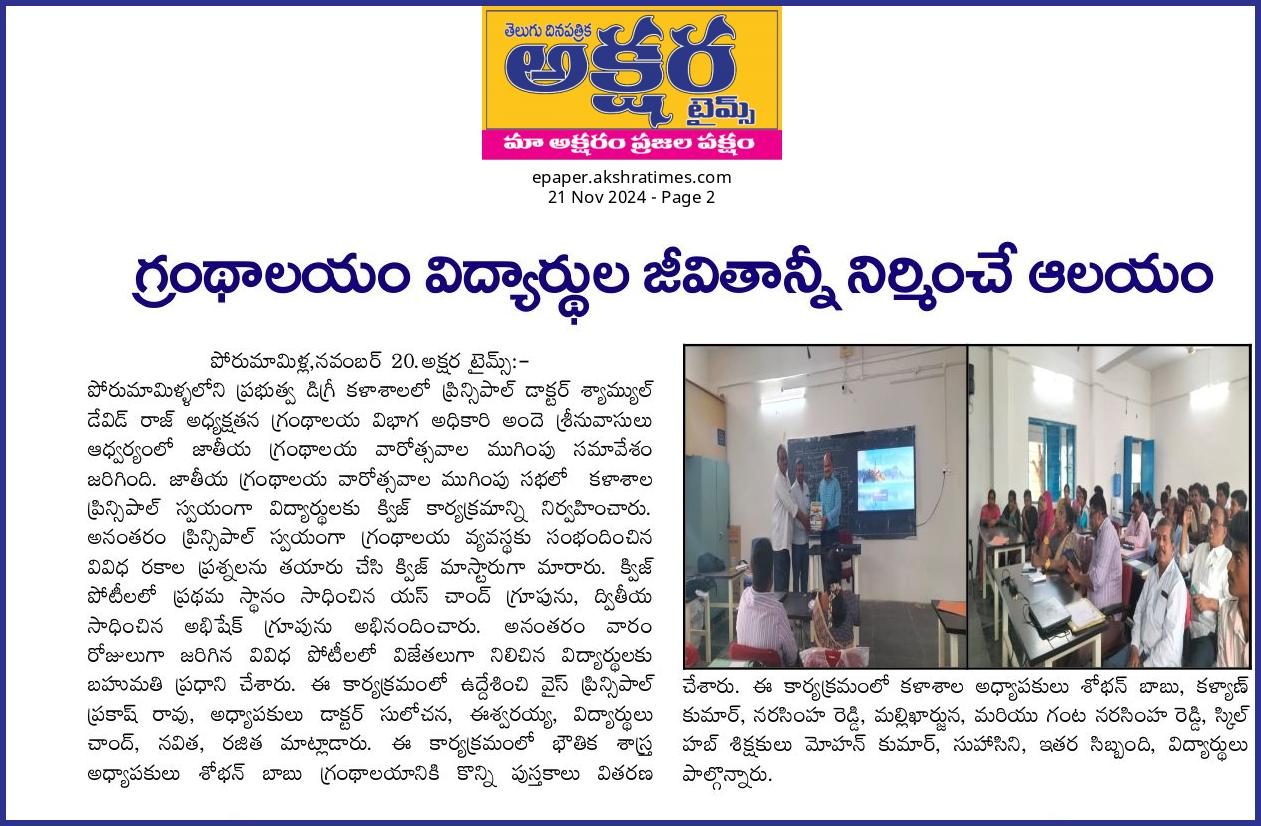 తెలుగు దినపత్రిక
అక్షర
టైమ్స్
మా అక్షరం ప్రజల పక్షం
epaper.akshratimes.com
21 Nov 2024 - Page 2
గ్రంథాలయం విద్యార్థుల జీవితాన్నీ నిర్మించే ఆలయం
పోరుమామిళ్ల,నవంబర్ 20.అక్షర టైమ్స్:-
పోరుమామిళ్ళలోని ప్రభుత్వ డిగ్రీ కళాశాలలో ప్రిన్సిపాల్ డాక్టర్ శ్యామ్యుల్
డేవిడ్ రాజ్ అధ్యక్షతన గ్రంథాలయ విభాగ అధికారి అందె శ్రీనువాసులు
ఆధ్వర్యంలో జాతీయ గ్రంథాలయ వారోత్సవాల ముగింపు సమావేశం
జరిగింది. జాతీయ గ్రంథాలయ వారోత్సవాల ముగింపు సభలో కళాశాల
ప్రిన్సిపాల్ స్వయంగా విద్యార్థులకు క్విజ్ కార్యక్రమాన్ని నిర్వహించారు.
అనంతరం ప్రిన్సిపాల్ స్వయంగా గ్రంథాలయ వ్యవస్థకు సంభందించిన
వివిధ రకాల ప్రశ్నలను తయారు చేసి క్విజ్ మాస్టారుగా మారారు. క్విజ్
పోటీలలో ప్రథమ స్థానం సాధించిన యస్ చాంద్ గ్రూపును, ద్వితీయ
సాధించిన అభిషేక్ గ్రూపును అభినందించారు. అనంతరం వారం
రోజులుగా జరిగిన వివిధ పోటీలలో విజేతలుగా నిలిచిన విద్యార్థులకు
బహుమతి ప్రధాని చేశారు. ఈ కార్యక్రమంలో ఉద్దేశించి వైస్ ప్రిన్సిపాల్
ప్రకాష్ రావు, అధ్యాపకులు డాక్టర్ సులోచన, ఈశ్వరయ్య, విద్యార్థులు
చాంద్, నవిత, రజిత మాట్లాడారు. ఈ కార్యక్రమంలో భౌతిక శాస్త్ర
అధ్యాపకులు శోభన్ బాబు గ్రంథాలయానికి కొన్ని పుస్తకాలు వితరణ
చేశారు. ఈ కార్యక్రమంలో కళాశాల అధ్యాపకులు శోభన్ బాబు, కళ్యాణ్
కుమార్, నరసింహ రెడ్డి, మల్లిఖార్జున, మరియు గంట నరసింహ రెడ్డి, స్కిల్
హబ్ శిక్షకులు మోహన్ కుమార్, సుహాసిని, ఇతర సిబ్బంది, విద్యార్థులు
పాల్గొన్నారు.